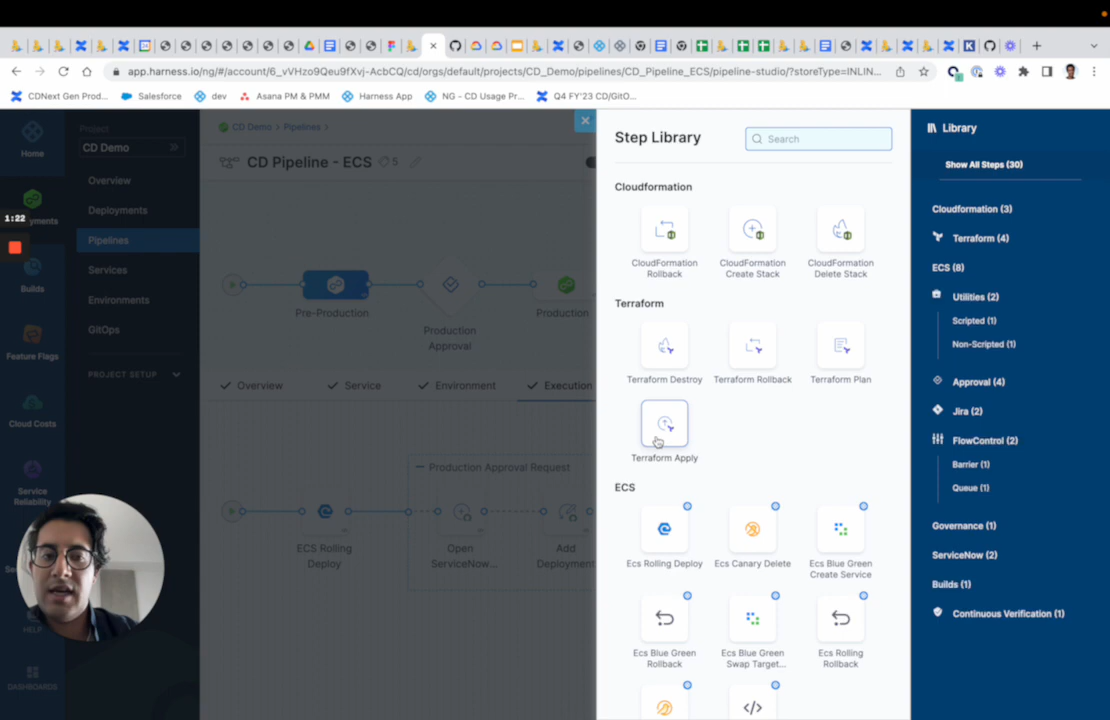 app.harness.io/ng/#/account/6_vVHzo9Qeu9fXvj-AcbCQ/cd/orgs/default/projects/CD_Demo/pipelines/CD_Pipeline_ECS/pipeline-studio/?storeType=INLIN...
CDNext Gen Prod...
Salesforce
dev
Asana PM & PMM
Harness App
NG - CD Usage Pr...
Q4 FY'23 CD/GitO...
Home
1:22
yments
Builds
Feature Flags
Cloud Costs
Service
Reliability
HELP
DASHBOARDS
Project
CD Demo
Overview
Deployments
Pipelines
Services
Environments
GitOps
PROJECT SETUP
CD Demo > Pipelines >
CD Pipeline - ECS
5
Pre-Production
Production
Approval
Production
Overview
Service
Environment
Execution
Production Approval Request
ECS Rolling
Deploy
Open
ServiceNow...
Add
Deployment
Step Library
Search
Cloudformation
CloudFormation
Rollback
CloudFormation
Create Stack
CloudFormation
Delete Stack
Terraform
Terraform Destroy
Terraform Rollback
Terraform Plan
Terraform Apply
ECS
Ecs Rolling Deploy
Ecs Canary Delete
Ecs Blue Green
Create Service
Ecs Blue Green
Rollback
Ecs Blue Green
Swap Target...
Ecs Rolling
Rollback
Library
Show All Steps (30)
Cloudformation (3)
Terraform (4)
ECS (8)
Utilities (2)
Scripted (1)
Non-Scripted (1)
Approval (4)
Jira (2)
FlowControl (2)
Barrier (1)
Queue (1)
Governance (1)
ServiceNow (2)
Builds (1)
Continuous Verification (1)